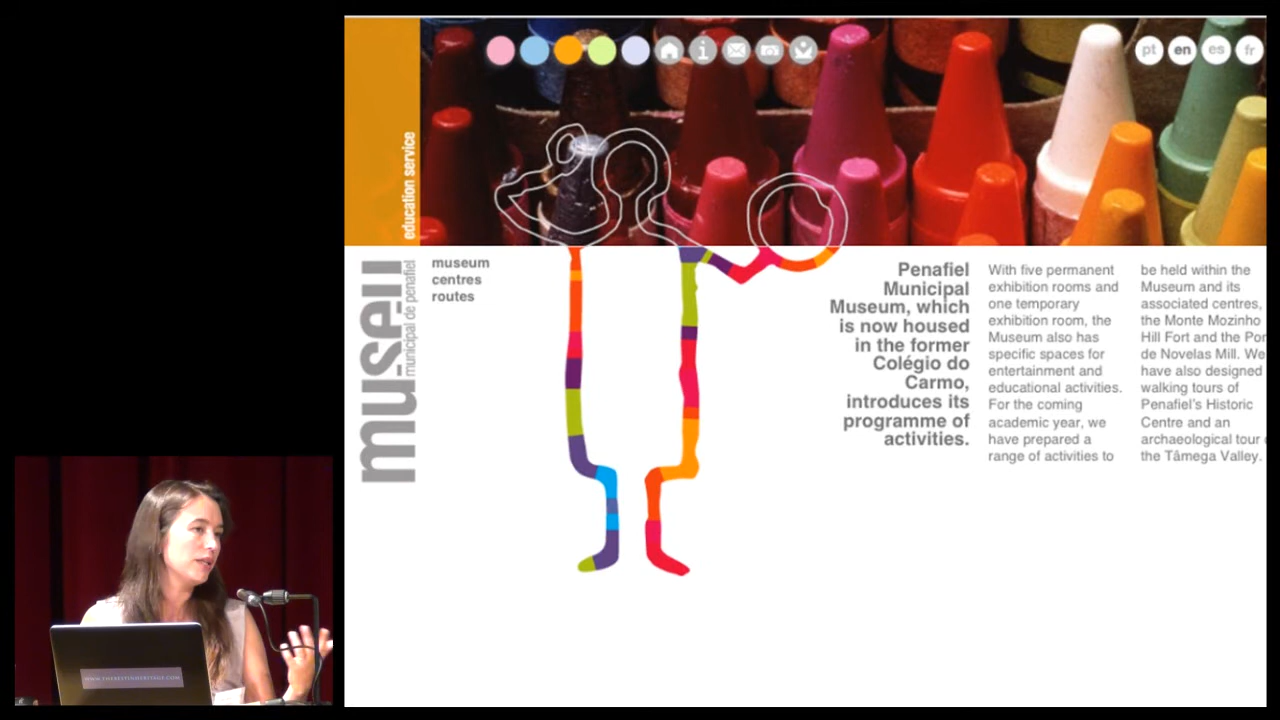 pt en es fr
education service
museu
municipal de penafiel
museum
centres
routes
Penafiel
Municipal
Museum, which
is now housed
in the former
Colégio do
Carmo,
introduces its
programme of
activities.
With five permanent
exhibition rooms and
one temporary
exhibition room, the
Museum also has
specific spaces for
entertainment and
educational activities.
For the coming
academic year, we
have prepared a
range of activities to
be held within the
Museum and its
associated centres,
the Monte Mozinho
Hill Fort and the
de Novelas Mill. We
have also designed
walking tours of
Penafiel's Historic
Centre and an
archaeological tour
the Tâmega Valley.
WWW.THEBESTINHERITAGE.COM